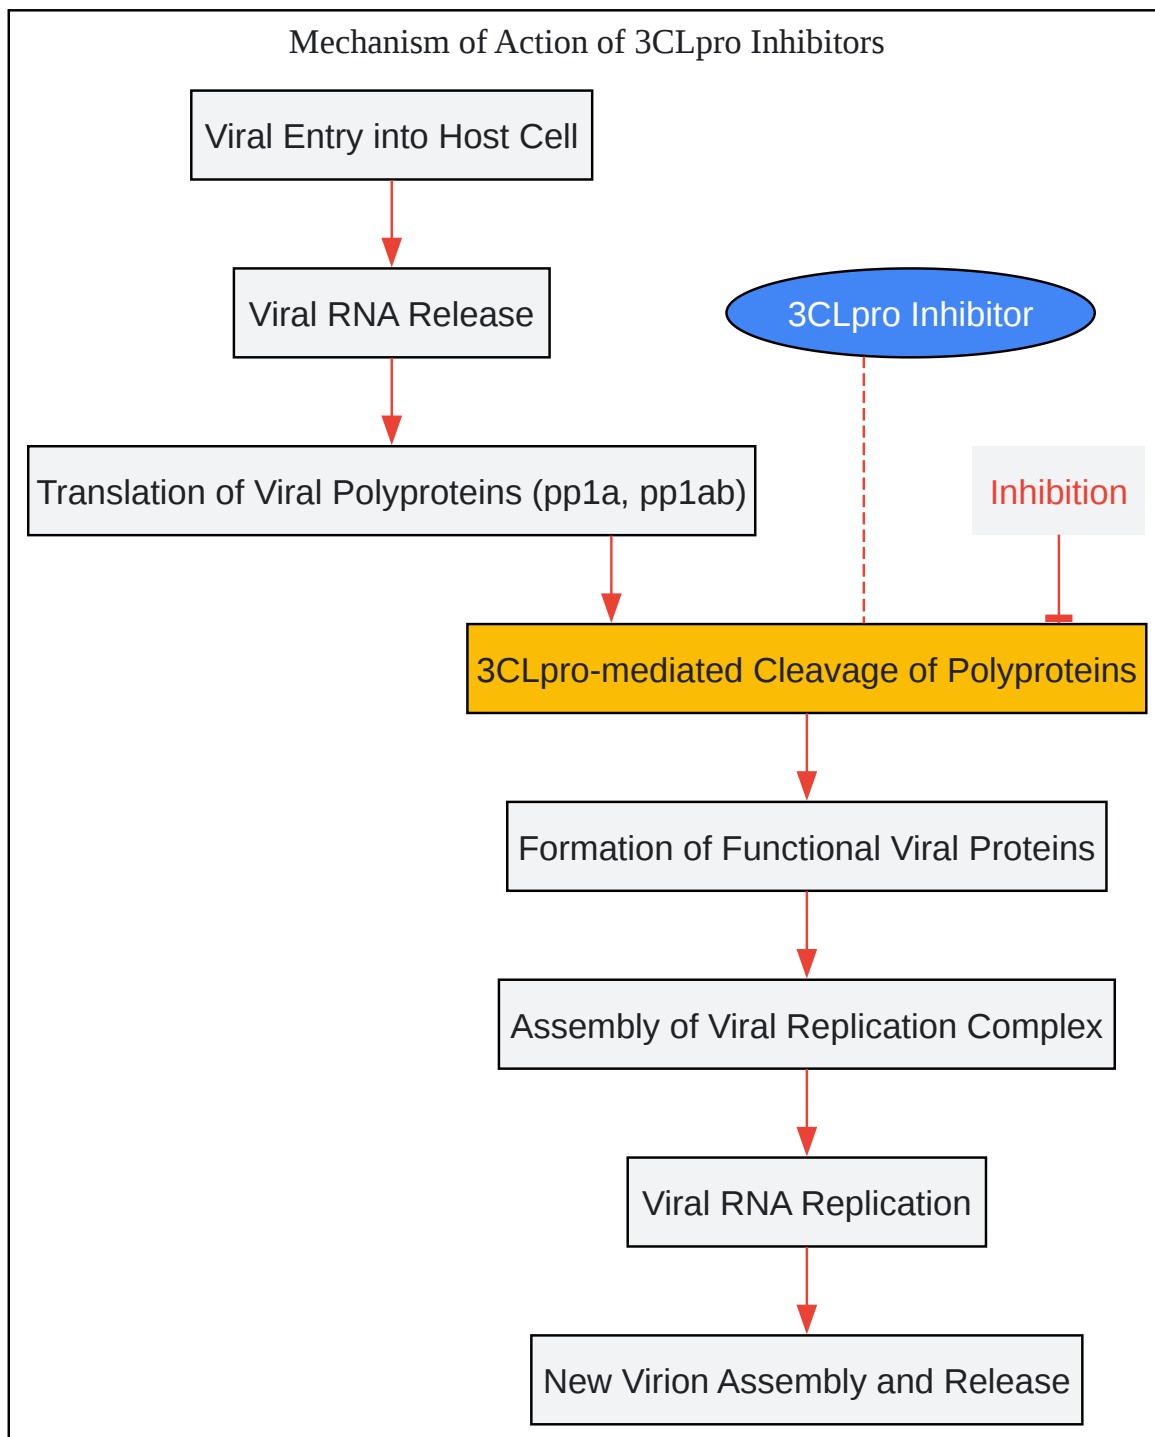 Mechanism of Action of 3CLpro Inhibitors
Viral Entry into Host Cell
Viral RNA Release
3CLpro Inhibitor
Translation of Viral Polyproteins (pp1a, pp1ab)
Inhibition
3CLpro-mediated Cleavage of Polyproteins
Formation of Functional Viral Proteins
Assembly of Viral Replication Complex
Viral RNA Replication
New Virion Assembly and Release